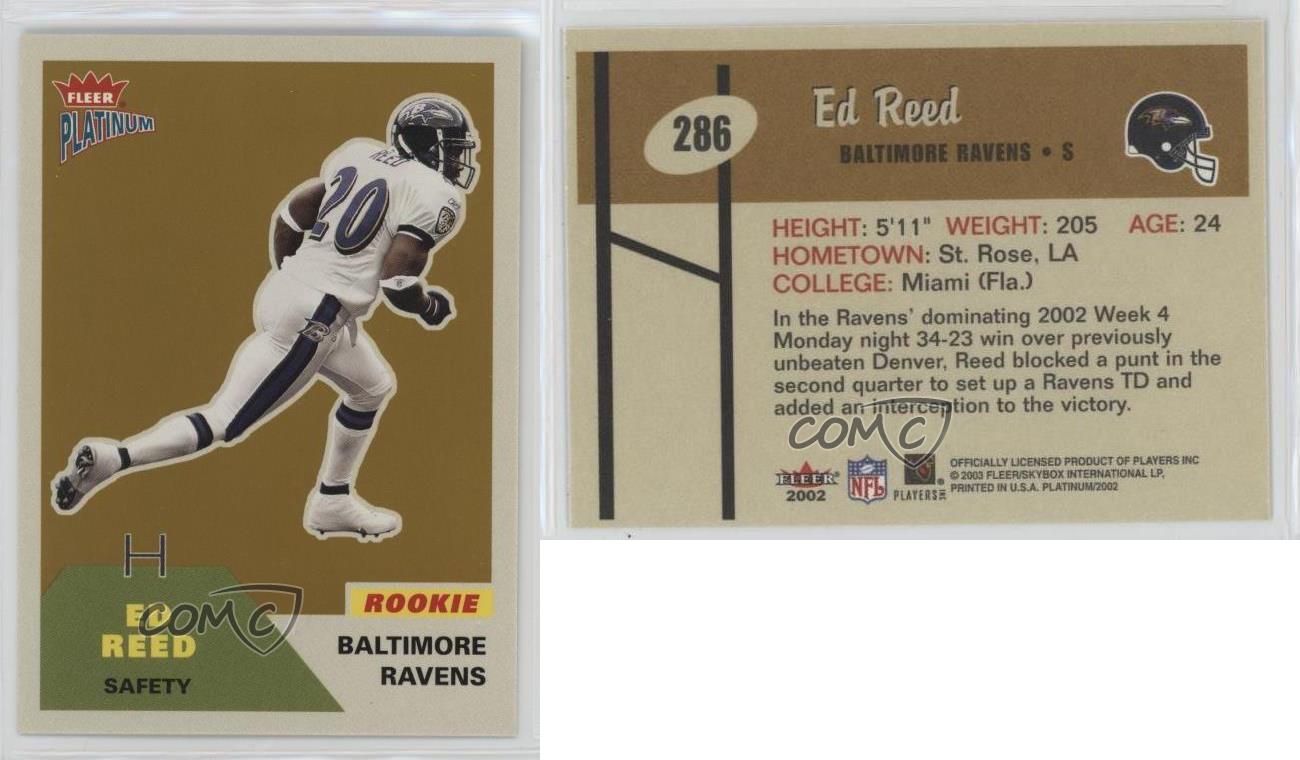 FLEER
PLATINUM
REED
20
ED
REED
SAFETY
ROOKIE
BALTIMORE
RAVENS
COMC
286
Ed Reed
BALTIMORE RAVENS • S
HEIGHT: 5'11" WEIGHT: 205 AGE: 24
HOMETOWN: St. Rose, LA
COLLEGE: Miami (Fla.)
In the Ravens' dominating 2002 Week 4
Monday night 34-23 win over previously
unbeaten Denver, Reed blocked a punt in the
second quarter to set up a Ravens TD and
added an interception to the victory.
COMC
FLEER
2002
NFL
PLAYERS INC
OFFICIALLY LICENSED PRODUCT OF PLAYERS INC
© 2003 FLEER/SKYBOX INTERNATIONAL LP,
PRINTED IN U.S.A. PLATINUM/2002